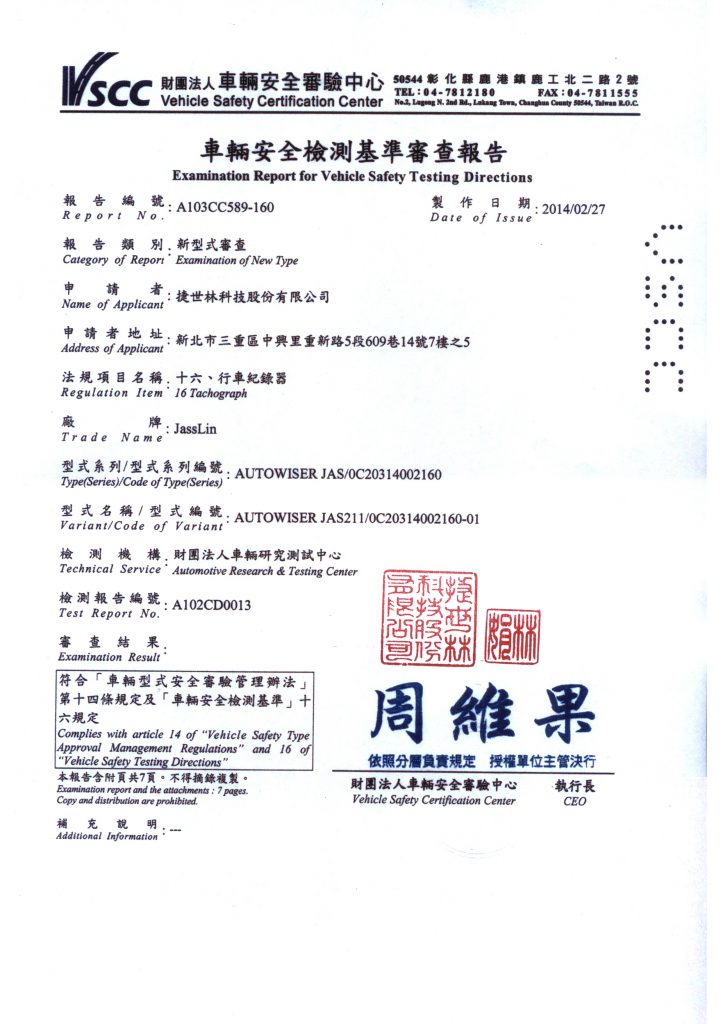 VSCC 財團法人車輛安全審驗中心 50544 彰化縣鹿港鎮鹿工北二路2號
Vehicle Safety Certification Center TEL:04-7812180 FAX:04-7811555
No.2, Lugong N. 2nd Rd., Lukang Town, Changhua County 50544, Taiwan R.O.C.
車輛安全檢測基準審查報告
Examination Report for Vehicle Safety Testing Directions
報告編號: A103CC589-160 製作日期: 2014/02/27
Report No. Date of Issue
報告類別: 新型式審查
Category of Report Examination of New Type
申請者: 捷世林科技股份有限公司
Name of Applicant
申請者地址: 新北市三重區中興里重新路5段609巷14號7樓之5
Address of Applicant
法規項目名稱: 十六、行車紀錄器
Regulation Item 16 Tachograph
廠牌: JassLin
Trade Name
型式系列/型式系列編號: AUTOWISER JAS/0C20314002160
Type(Series)/Code of Type(Series)
型式名稱/型式編號: AUTOWISER JAS211/0C20314002160-01
Variant/Code of Variant
檢測機構: 財團法人車輛研究測試中心
Technical Service Automotive Research & Testing Center
檢測報告編號: A102CD0013
Test Report No.
審查結果:
Examination Result
符合「車輛型式安全審驗管理辦法」
第十四條規定及「車輛安全檢測基準」十
六規定
Complies with article 14 of "Vehicle Safety Type
Approval Management Regulations" and 16 of
"Vehicle Safety Testing Directions"
本報告含附頁共7頁。不得摘錄複製。
Examination report and the attachments : 7 pages.
Copy and distribution are prohibited.
補充說明: ---
Additional Information
捷世林
科技股份
有限公司
林娟
周維果
依照分層負責規定 授權單位主管決行
財團法人車輛安全審驗中心 執行長
Vehicle Safety Certification Center CEO